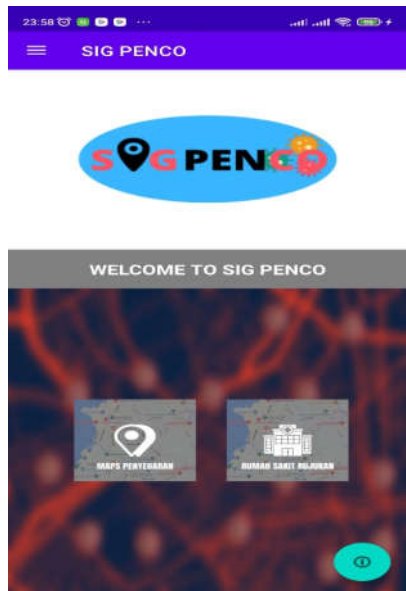 23:58
SIG PENCO
SIG PENCO
WELCOME TO SIG PENCO
MAPS PENYEBARAN
RUMAH SAKIT RUJUKAN